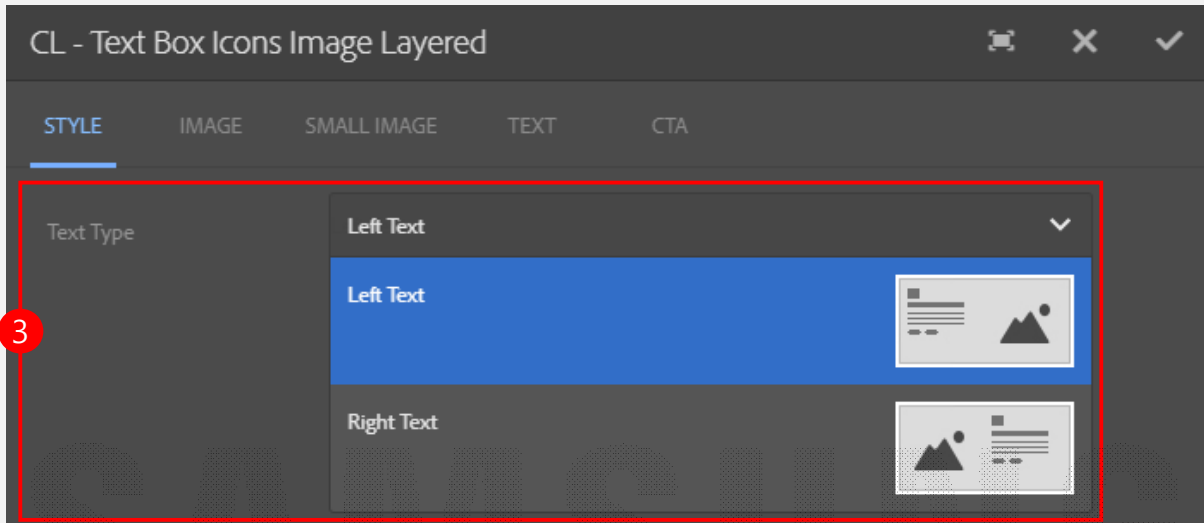 CL - Text Box Icons Image Layered
STYLE IMAGE SMALL IMAGE TEXT CTA
Text Type
Left Text
Left Text
3
Right Text
SAMSUNG